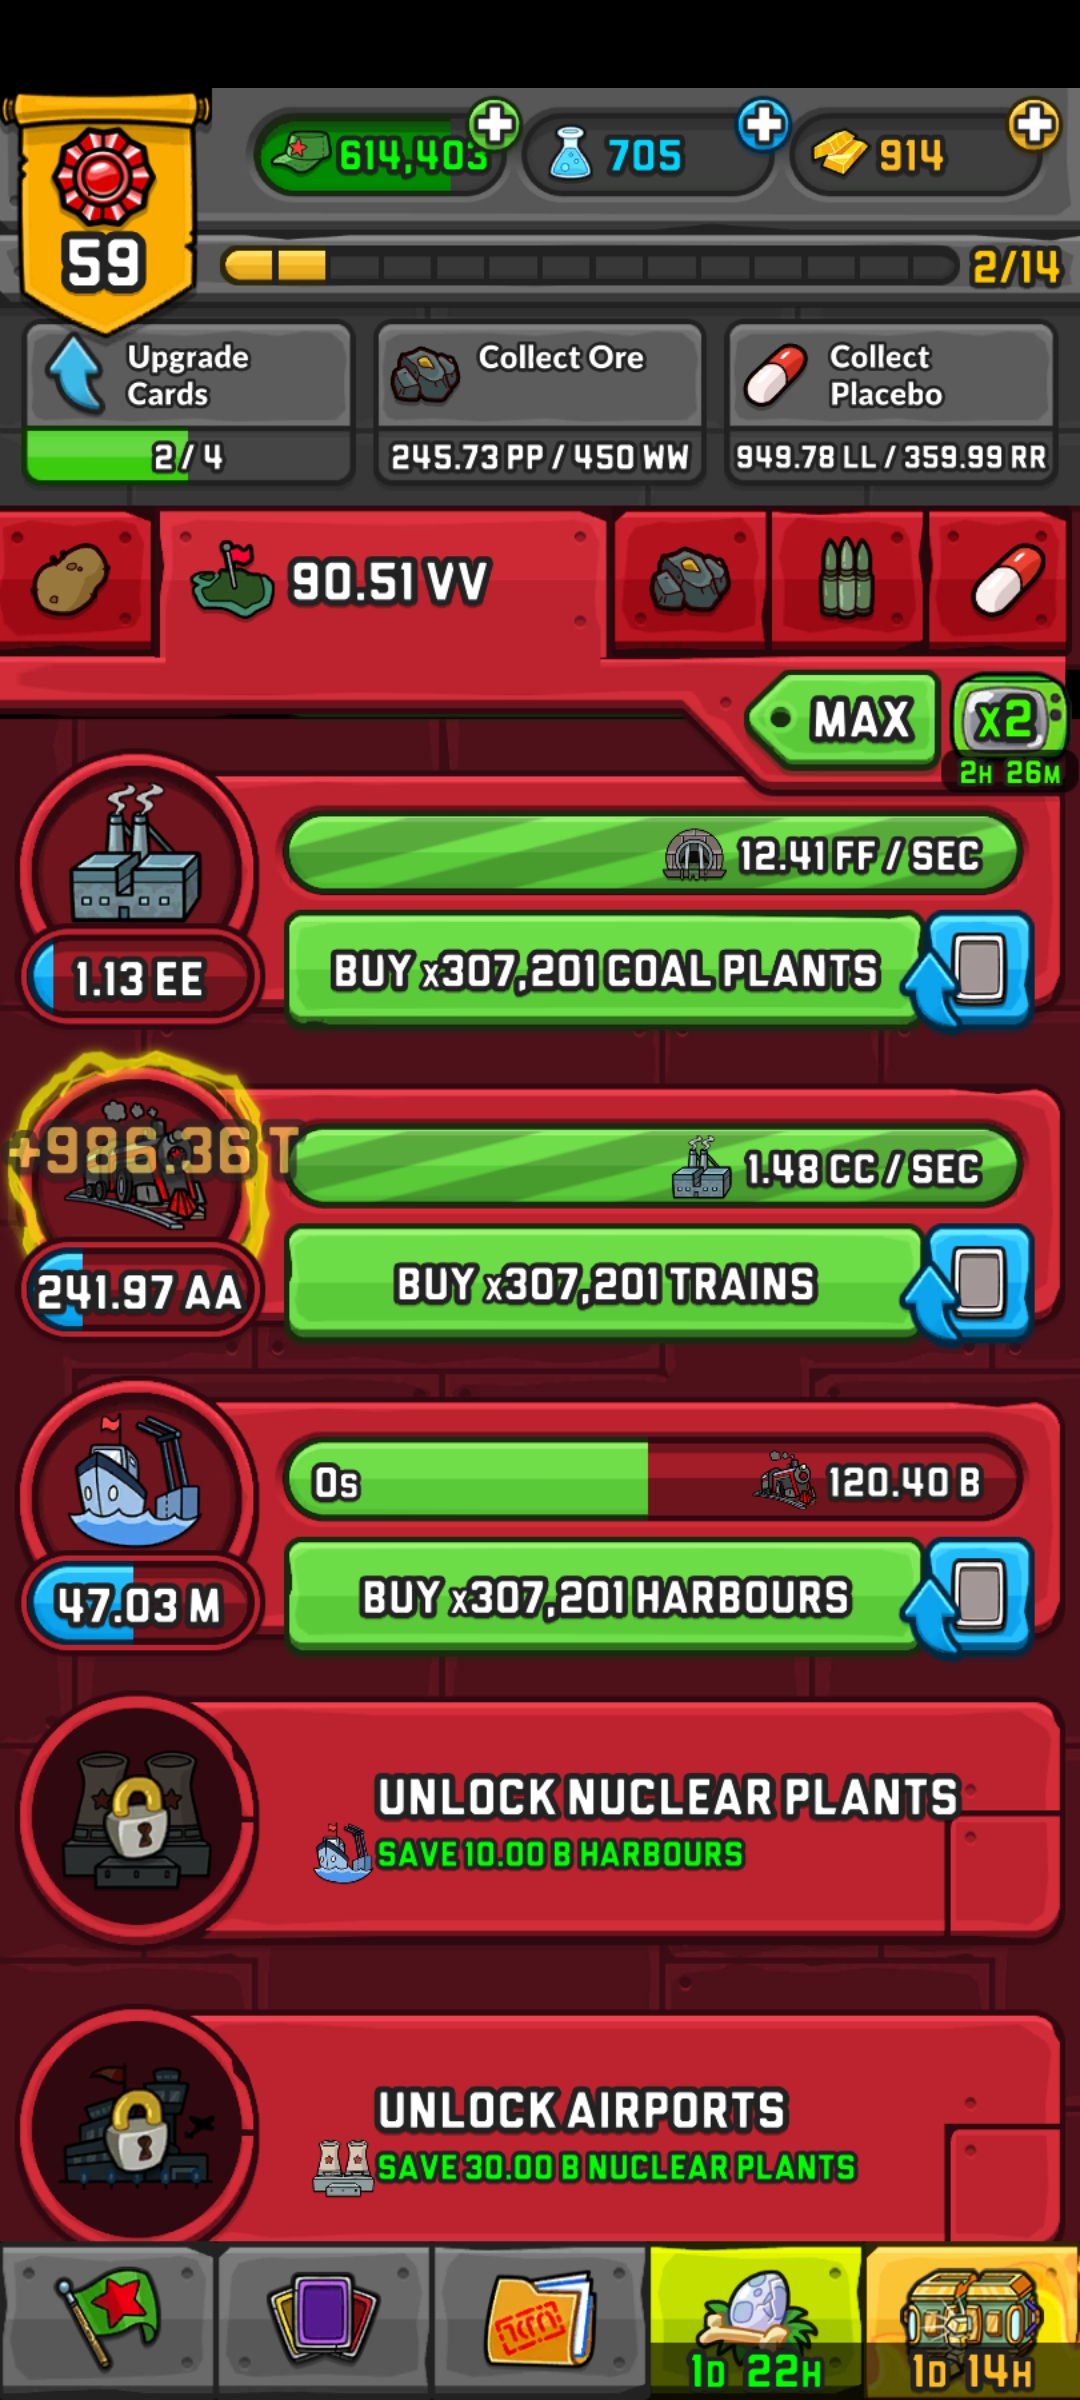 614,403
705
914
59
2/14
Upgrade
Cards
Collect Ore
Collect
Placebo
2 / 4
245.73 PP / 450 WW
949.78 LL / 359.99 RR
90.51 VV
MAX
x2
2H 26M
12.41 FF / SEC
1.13 EE
BUY x307,201 COAL PLANTS
+986.36 T
1.48 CC / SEC
241.97 AA
BUY x307,201 TRAINS
0s
120.40 B
47.03 M
BUY x307,201 HARBOURS
UNLOCK NUCLEAR PLANTS
SAVE 10.00 B HARBOURS
UNLOCK AIRPORTS
SAVE 30.00 B NUCLEAR PLANTS
1D 22H
1D 14H